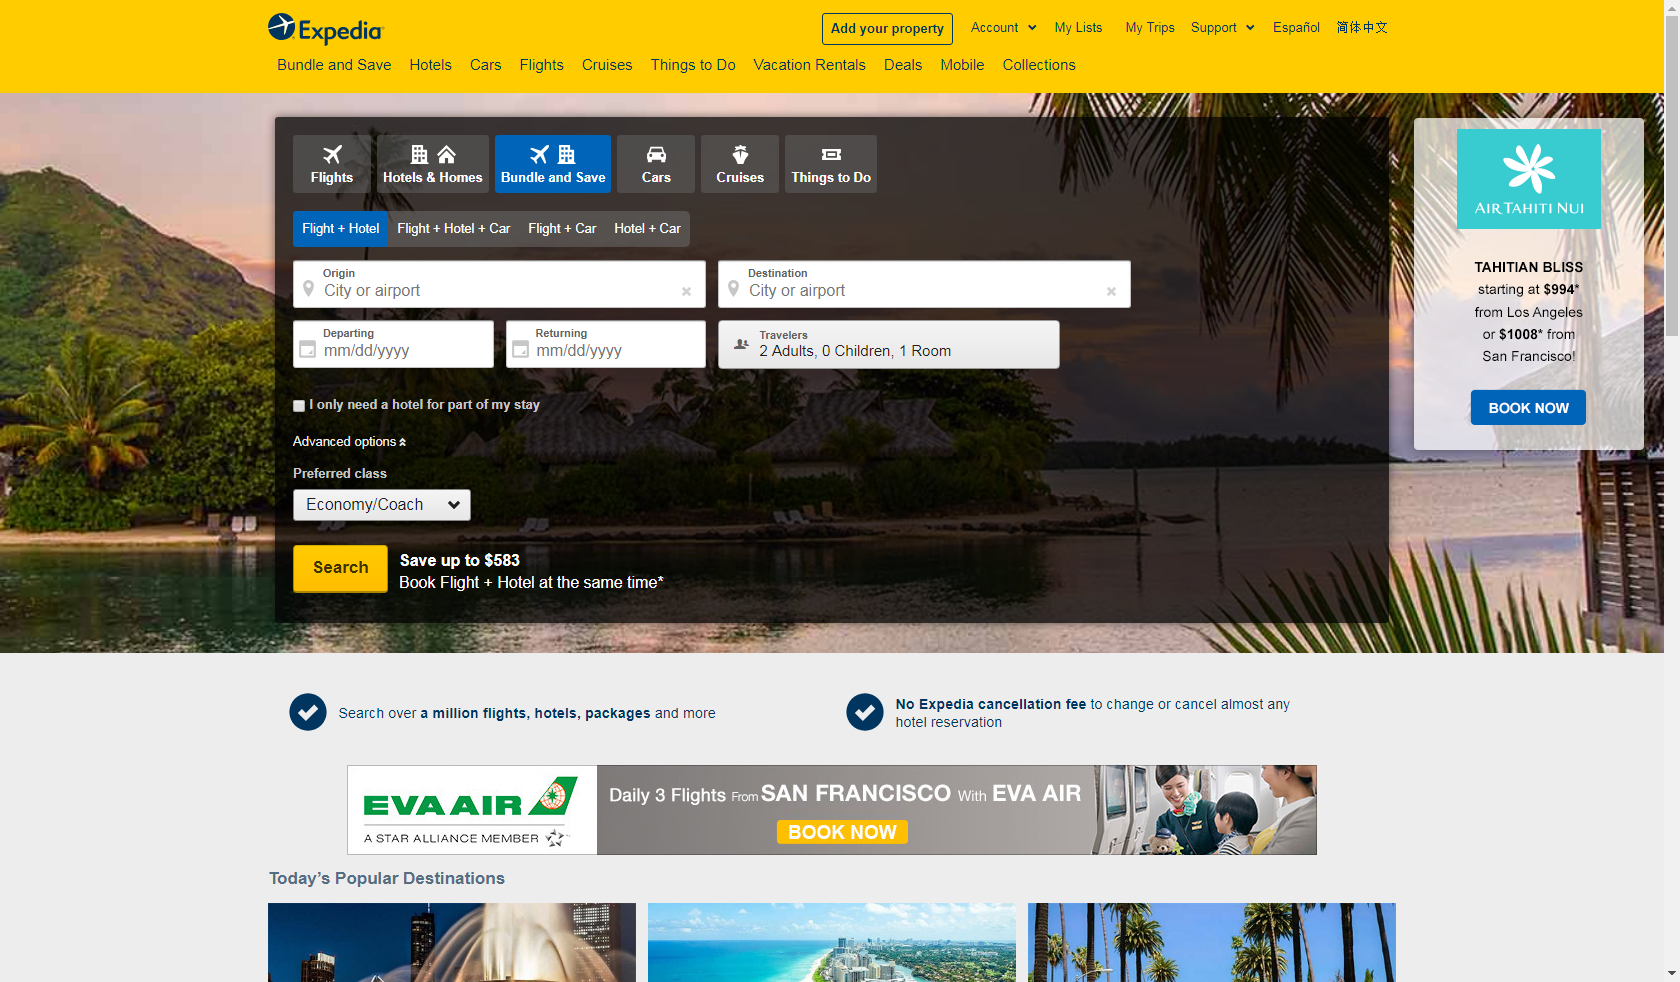 Expedia
Add your property
Account
My Lists
My Trips
Support
Español
简体中文
Bundle and Save
Hotels
Cars
Flights
Cruises
Things to Do
Vacation Rentals
Deals
Mobile
Collections
Flights
Hotels & Homes
Bundle and Save
Cars
Cruises
Things to Do
Flight + Hotel
Flight + Hotel + Car
Flight + Car
Hotel + Car
Origin
City or airport
Destination
City or airport
Departing
mm/dd/yyyy
Returning
mm/dd/yyyy
Travelers
2 Adults, 0 Children, 1 Room
I only need a hotel for part of my stay
Advanced options
Preferred class
Economy/Coach
Search
Save up to $583
Book Flight + Hotel at the same time*
AIR TAHITI NUI
TAHITIAN BLISS
starting at $994*
from Los Angeles
or $1008* from
San Francisco!
BOOK NOW
Search over a million flights, hotels, packages and more
No Expedia cancellation fee to change or cancel almost any
hotel reservation
EVA AIR
A STAR ALLIANCE MEMBER
Daily 3 Flights From SAN FRANCISCO With EVA AIR
BOOK NOW
Today's Popular Destinations